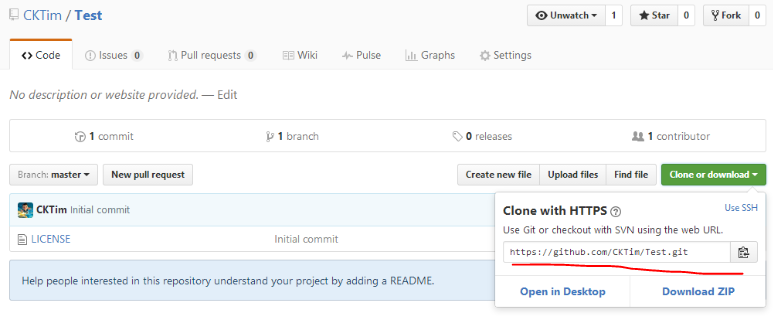 CKTim / Test
Unwatch 1 Star 0 Fork 0
Code Issues 0 Pull requests 0 Wiki Pulse Graphs Settings
No description or website provided. — Edit
1 commit 1 branch 0 releases 1 contributor
Branch: master New pull request Create new file Upload files Find file Clone or download
CKTim Initial commit
LICENSE Initial commit
Help people interested in this repository understand your project by adding a README.
Clone with HTTPS ? Use SSH
Use Git or checkout with SVN using the web URL.
https://github.com/CKTim/Test.git
Open in Desktop Download ZIP